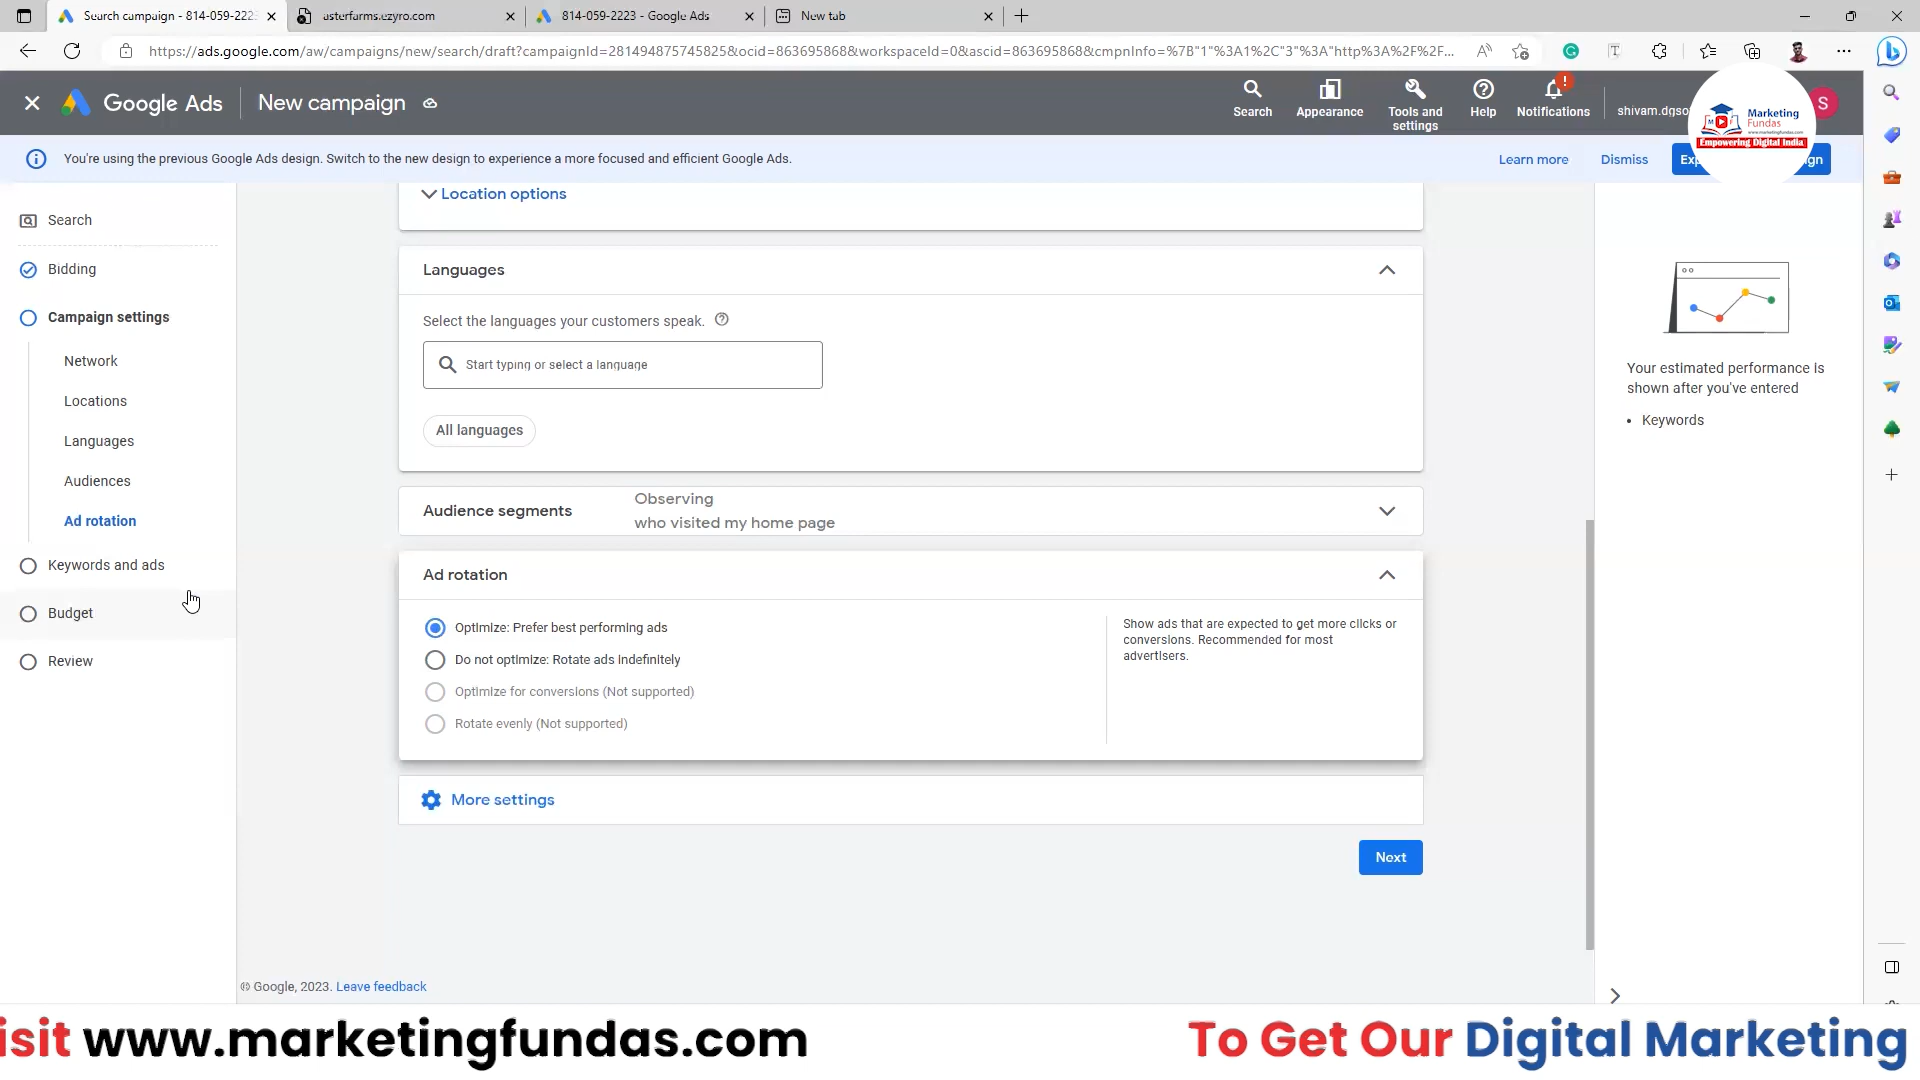 Search campaign - 814-059-222
asterfarms.ezyro.com
814-059-2223 - Google Ads
New tab
https://ads.google.com/aw/campaigns/new/search/draft?campaignId=281494875745825&ocid=863695868&workspaceId=0&ascid=863695868&cmpnInfo=%7B"1"%3A1%2C"3"%3A"http%3A%2F%2F...
Google Ads
New campaign
Search
Appearance
Tools and settings
Help
Notifications
shivam.dgso
S
Marketing
Fundas
www.marketingfundas.com
Empowering Digital India
You're using the previous Google Ads design. Switch to the new design to experience a more focused and efficient Google Ads.
Learn more
Dismiss
Search
Bidding
Campaign settings
Network
Locations
Languages
Audiences
Ad rotation
Keywords and ads
Budget
Review
Location options
Languages
Select the languages your customers speak.
Start typing or select a language
All languages
Audience segments
Observing
who visited my home page
Ad rotation
Optimize: Prefer best performing ads
Do not optimize: Rotate ads indefinitely
Optimize for conversions (Not supported)
Rotate evenly (Not supported)
Show ads that are expected to get more clicks or
conversions. Recommended for most
advertisers.
More settings
Next
Your estimated performance is
shown after you've entered
• Keywords
© Google, 2023. Leave feedback
isit www.marketingfundas.com
To Get Our Digital Marketing